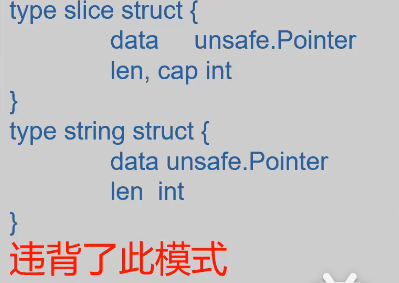 type slice struct {
data unsafe.Pointer
len, cap int
}
type string struct {
data unsafe.Pointer
len int
}
违背了此模式